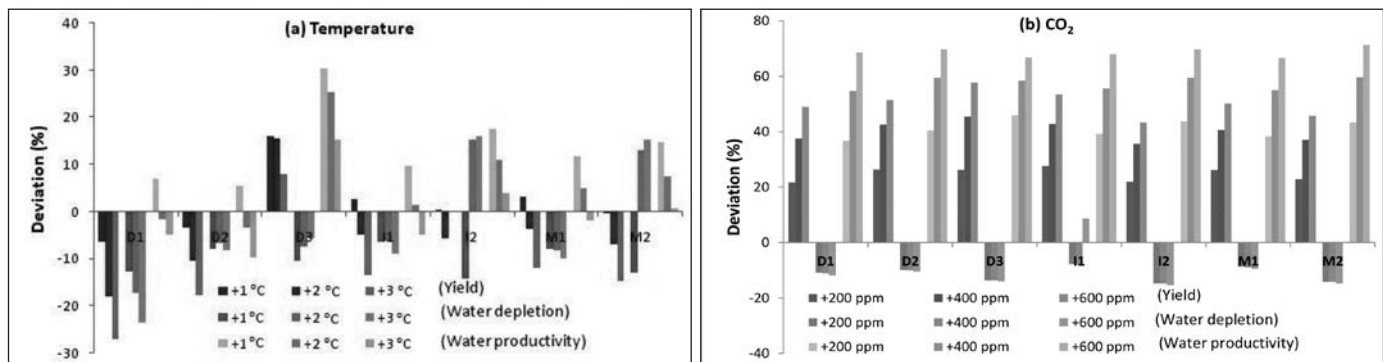 (a) Temperature
40
30
20
10
0
-10
-20
-30
Deviation (%)
D1 D2 D3 I1 I2 M1 M2
+1 °C +2 °C +3 °C (Yield)
+1°C +2 °C +3 °C (Water depletion)
+1°C +2°C +3°C (Water productivity)
(b) CO₂
80
60
40
20
0
-20
-40
Deviation (%)
D1 D2 D3 I1 I2 M1 M2
+200 ppm +400 ppm +600 ppm (Yield)
+200 ppm +400 ppm +600 ppm (Water depletion)
+200 ppm +400 ppm +600 ppm (Water productivity)